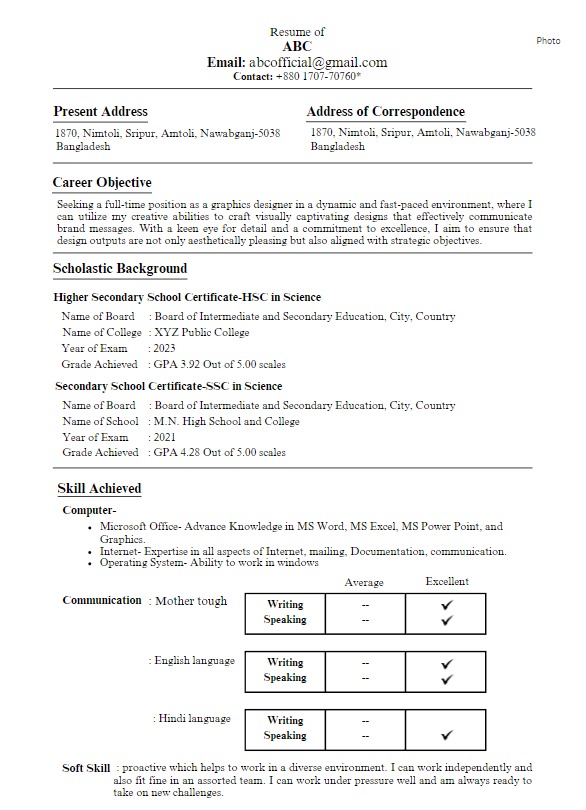 Resume of
Photo
ABC
Email: abcofficial@gmail.com
Contact: +880 1707-70760*
Present Address
Address of Correspondence
1870, Nimtoli, Sripur, Amtoli, Nawabganj-5038
Bangladesh
1870, Nimtoli, Sripur, Amtoli, Nawabganj-5038
Bangladesh
Career Objective
Seeking a full-time position as a graphics designer in a dynamic and fast-paced environment, where I
can utilize my creative abilities to craft visually captivating designs that effectively communicate
brand messages. With a keen eye for detail and a commitment to excellence, I aim to ensure that
design outputs are not only aesthetically pleasing but also aligned with strategic objectives.
Scholastic Background
Higher Secondary School Certificate-HSC in Science
Name of Board : Board of Intermediate and Secondary Education, City, Country
Name of College : XYZ Public College
Year of Exam : 2023
Grade Achieved : GPA 3.92 Out of 5.00 scales
Secondary School Certificate-SSC in Science
Name of Board : Board of Intermediate and Secondary Education, City, Country
Name of School : M.N. High School and College
Year of Exam : 2021
Grade Achieved : GPA 4.28 Out of 5.00 scales
Skill Achieved
Computer-
• Microsoft Office- Advance Knowledge in MS Word, MS Excel, MS Power Point, and
Graphics.
• Internet- Expertise in all aspects of Internet, mailing, Documentation, communication.
• Operating System- Ability to work in windows
Average Excellent
Communication : Mother tough
Writing -- ✓
Speaking -- ✓
: English language
Writing -- ✓
Speaking -- ✓
: Hindi language
Writing --
Speaking -- ✓
Soft Skill : proactive which helps to work in a diverse environment. I can work independently and
also fit fine in an assorted team. I can work under pressure well and am always ready to
take on new challenges.